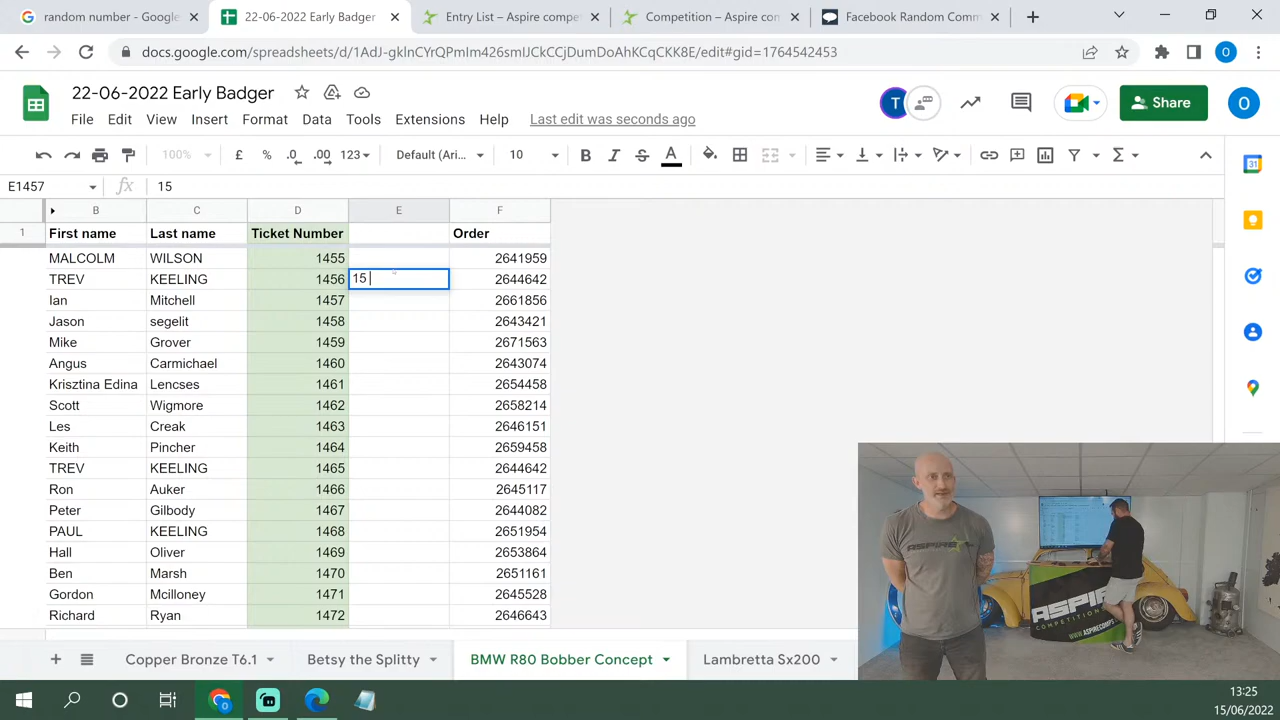 random number - Google
22-06-2022 Early Badger
Entry List – Aspire compe
Competition – Aspire con
Facebook Random Comm
docs.google.com/spreadsheets/d/1AdJ-gkInCYrQPmIm426smIJCkCCjDumDoAhKCqCKK8E/edit#gid=1764542453
O
22-06-2022 Early Badger
T
Share
O
File Edit View Insert Format Data Tools Extensions Help Last edit was seconds ago
100% £ % .0 .00 123 Default (Ari... 10 B I S A
31
E1457 fx 15
B C D E F
1 First name Last name Ticket Number Order
MALCOLM WILSON 1455 2641959
TREV KEELING 1456 15 2644642
Ian Mitchell 1457 2661856
Jason segelit 1458 2643421
Mike Grover 1459 2671563
Angus Carmichael 1460 2643074
Krisztina Edina Lencses 1461 2654458
Scott Wigmore 1462 2658214
Les Creak 1463 2646151
Keith Pincher 1464 2659458
TREV KEELING 1465 2644642
Ron Auker 1466 2645117
Peter Gilbody 1467 2644082
PAUL KEELING 1468 2651954
Hall Oliver 1469 2653864
Ben Marsh 1470 2651161
Gordon Mcilloney 1471 2645528
Richard Ryan 1472 2646643
ASPIRE
ASPIRE
COMPETITIONS
WWW.ASPIRECOMPS
Copper Bronze T6.1 Betsy the Splitty BMW R80 Bobber Concept Lambretta Sx200
13:25
15/06/2022